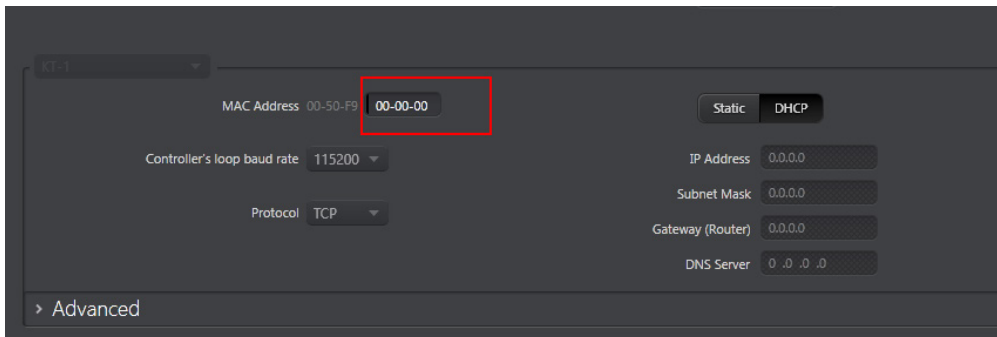 KT-1
MAC Address 00-50-F9 00-00-00
Static DHCP
Controller's loop baud rate 115200
IP Address 0.0.0.0
Subnet Mask 0.0.0.0
Protocol TCP
Gateway (Router) 0.0.0.0
DNS Server 0 .0 .0 .0
> Advanced